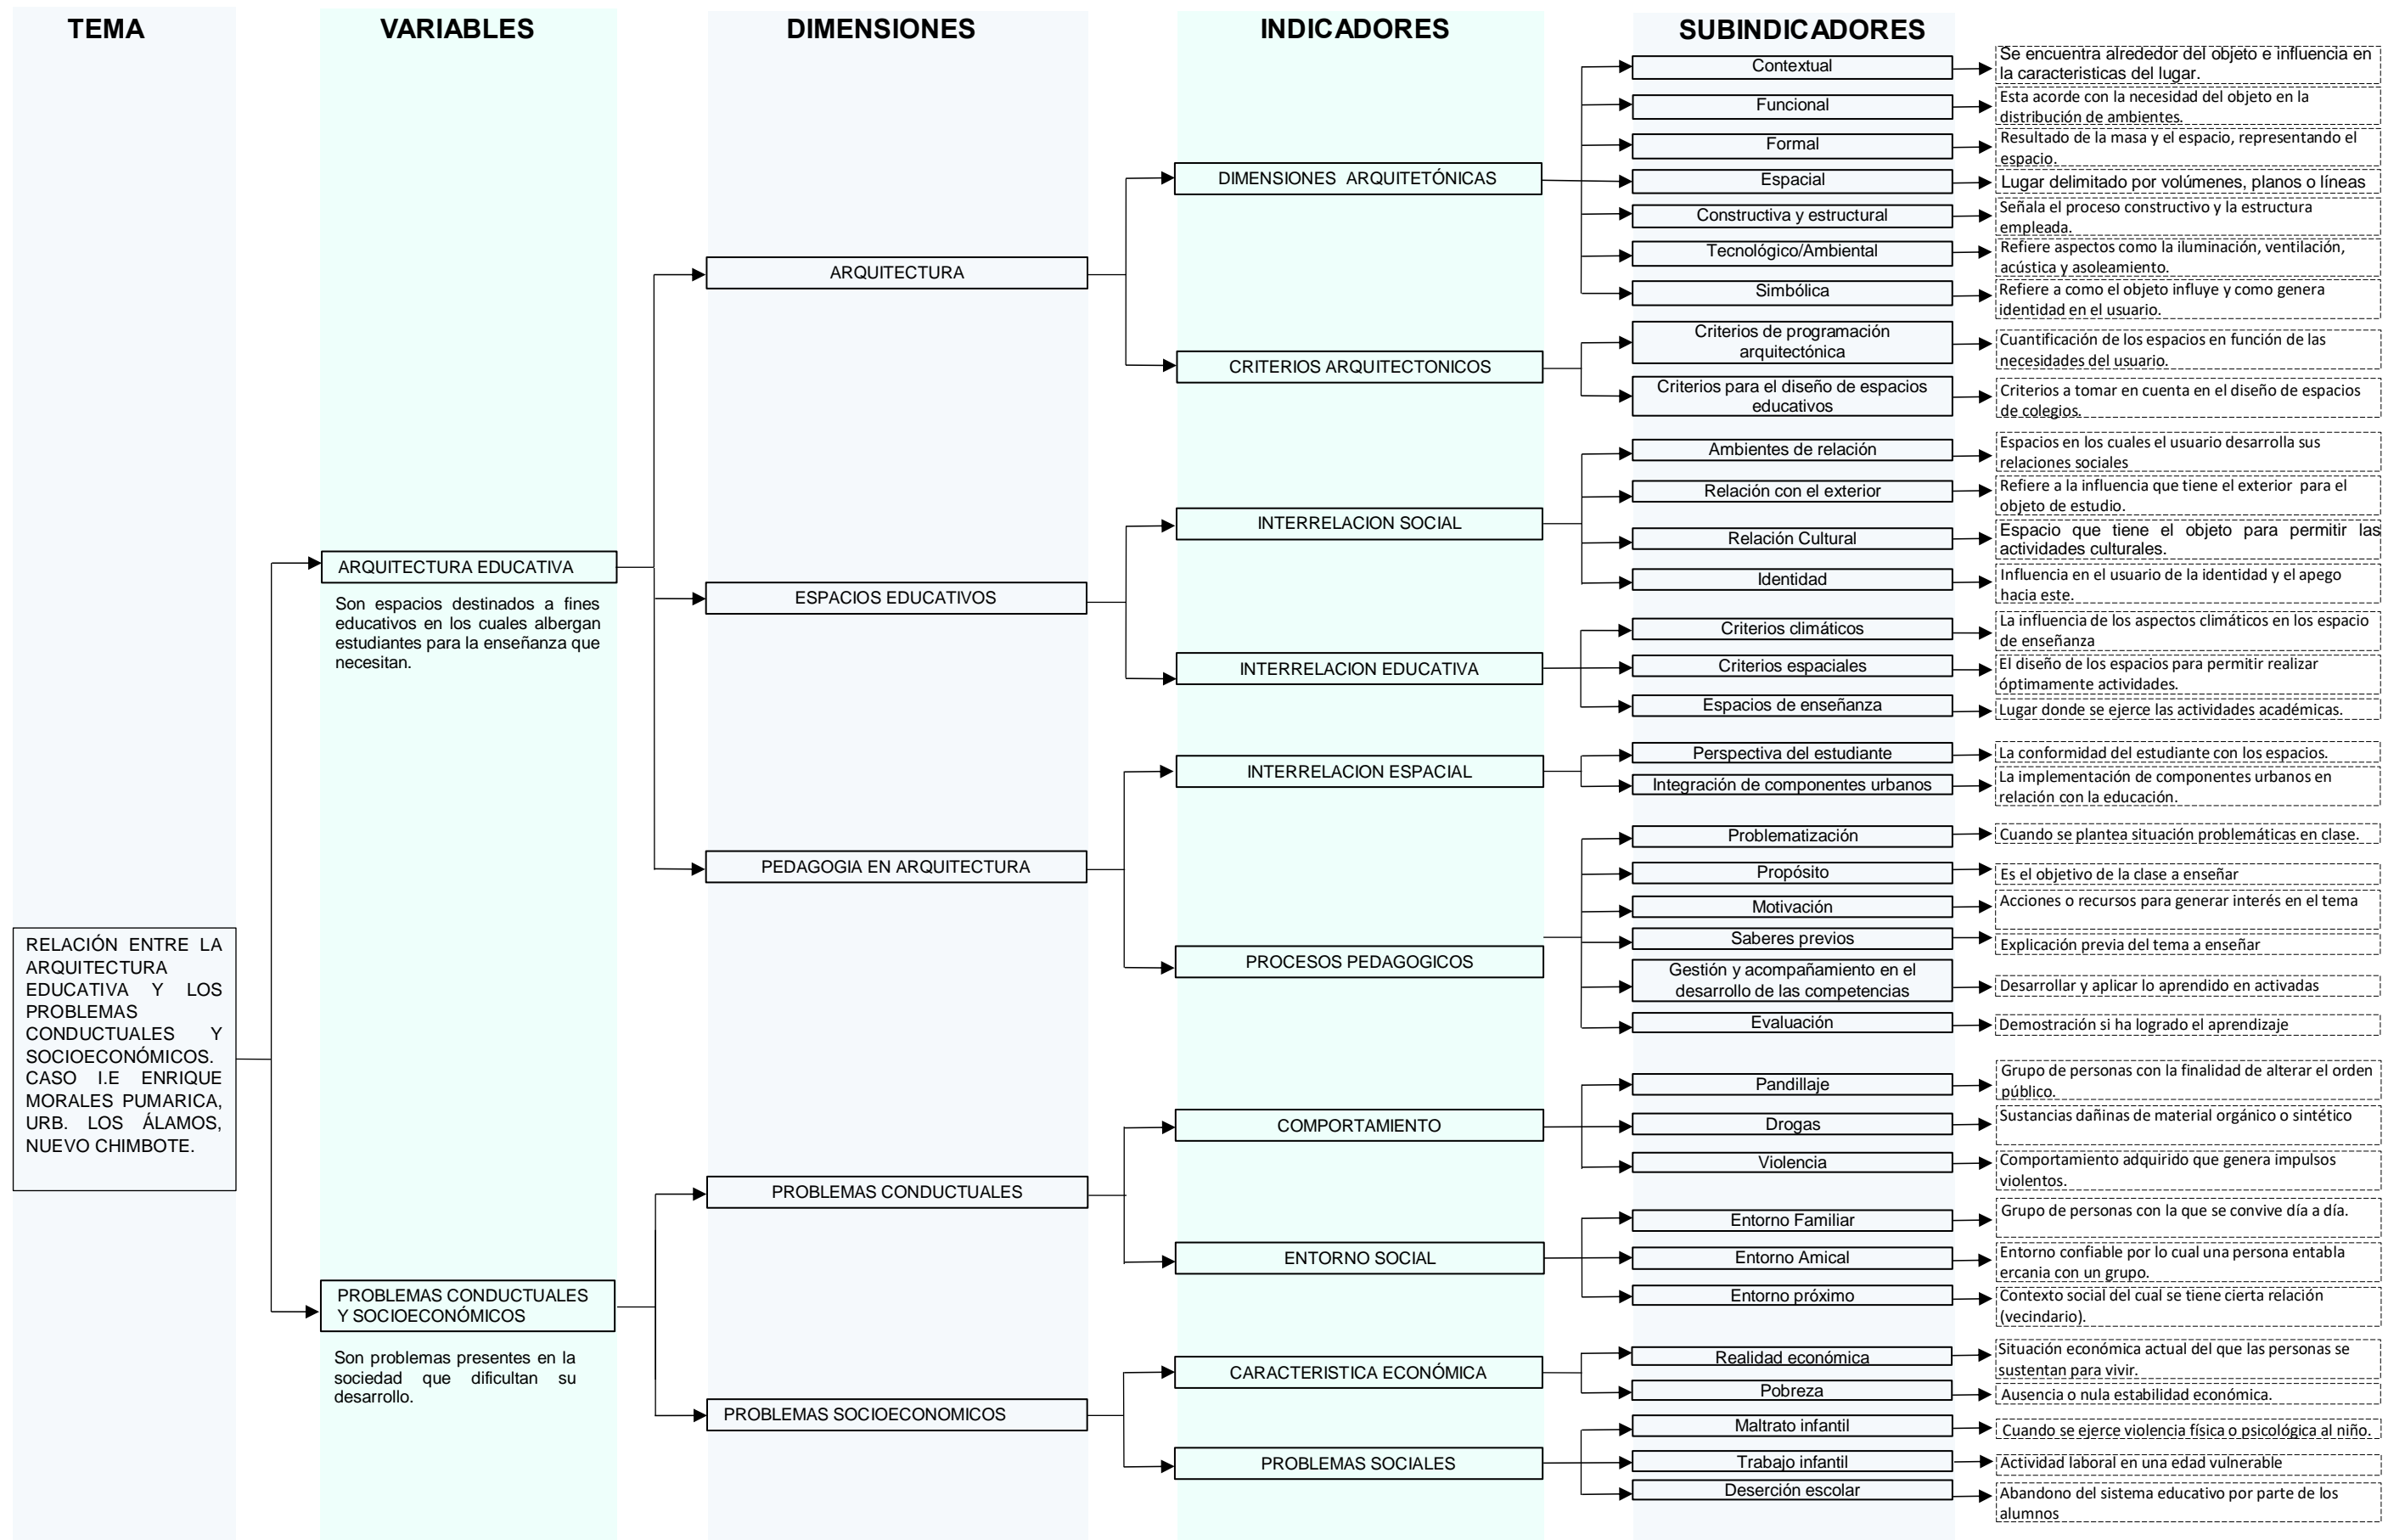 TEMA
VARIABLES
DIMENSIONES
INDICADORES
SUBINDICADORES
RELACIÓN ENTRE LA
ARQUITECTURA
EDUCATIVA Y LOS
PROBLEMAS
CONDUCTUALES Y
SOCIOECONÓMICOS.
CASO I.E ENRIQUE
MORALES PUMARICA,
URB. LOS ÁLAMOS,
NUEVO CHIMBOTE.
ARQUITECTURA EDUCATIVA
Son espacios destinados a fines
educativos en los cuales albergan
estudiantes para la enseñanza que
necesitan.
PROBLEMAS CONDUCTUALES
Y SOCIOECONÓMICOS
Son problemas presentes en la
sociedad que dificultan su
desarrollo.
ARQUITECTURA
ESPACIOS EDUCATIVOS
PEDAGOGIA EN ARQUITECTURA
PROBLEMAS CONDUCTUALES
PROBLEMAS SOCIOECONOMICOS
DIMENSIONES ARQUITETÓNICAS
CRITERIOS ARQUITECTONICOS
INTERRELACION SOCIAL
INTERRELACION EDUCATIVA
INTERRELACION ESPACIAL
PROCESOS PEDAGOGICOS
COMPORTAMIENTO
ENTORNO SOCIAL
CARACTERISTICA ECONÓMICA
PROBLEMAS SOCIALES
Contextual
Se encuentra alrededor del objeto e influencia en
la caracteristicas del lugar.
Funcional
Esta acorde con la necesidad del objeto en la
distribución de ambientes.
Formal
Resultado de la masa y el espacio, representando el
espacio.
Espacial
Lugar delimitado por volúmenes, planos o líneas
Constructiva y estructural
Señala el proceso constructivo y la estructura
empleada.
Tecnológico/Ambiental
Refiere aspectos como la iluminación, ventilación,
acústica y asoleamiento.
Simbólica
Refiere a como el objeto influye y como genera
identidad en el usuario.
Criterios de programación
arquitectónica
Cuantificación de los espacios en función de las
necesidades del usuario.
Criterios para el diseño de espacios
educativos
Criterios a tomar en cuenta en el diseño de espacios
de colegios.
Ambientes de relación
Espacios en los cuales el usuario desarrolla sus
relaciones sociales
Relación con el exterior
Refiere a la influencia que tiene el exterior para el
objeto de estudio.
Relación Cultural
Espacio que tiene el objeto para permitir las
actividades culturales.
Identidad
Influencia en el usuario de la identidad y el apego
hacia este.
Criterios climáticos
La influencia de los aspectos climáticos en los espacio
de enseñanza
Criterios espaciales
El diseño de los espacios para permitir realizar
óptimamente actividades.
Espacios de enseñanza
Lugar donde se ejerce las actividades académicas.
Perspectiva del estudiante
La conformidad del estudiante con los espacios.
Integración de componentes urbanos
La implementación de componentes urbanos en
relación con la educación.
Problematización
Cuando se plantea situación problemáticas en clase.
Propósito
Es el objetivo de la clase a enseñar
Motivación
Acciones o recursos para generar interés en el tema
Saberes previos
Explicación previa del tema a enseñar
Gestión y acompañamiento en el
desarrollo de las competencias
Desarrollar y aplicar lo aprendido en activadas
Evaluación
Demostración si ha logrado el aprendizaje
Pandillaje
Grupo de personas con la finalidad de alterar el orden
público.
Drogas
Sustancias dañinas de material orgánico o sintético
Violencia
Comportamiento adquirido que genera impulsos
violentos.
Entorno Familiar
Grupo de personas con la que se convive día a día.
Entorno Amical
Entorno confiable por lo cual una persona entabla
ercania con un grupo.
Entorno próximo
Contexto social del cual se tiene cierta relación
(vecindario).
Realidad económica
Situación económica actual del que las personas se
sustentan para vivir.
Pobreza
Ausencia o nula estabilidad económica.
Maltrato infantil
Cuando se ejerce violencia física o psicológica al niño.
Trabajo infantil
Actividad laboral en una edad vulnerable
Deserción escolar
Abandono del sistema educativo por parte de los
alumnos